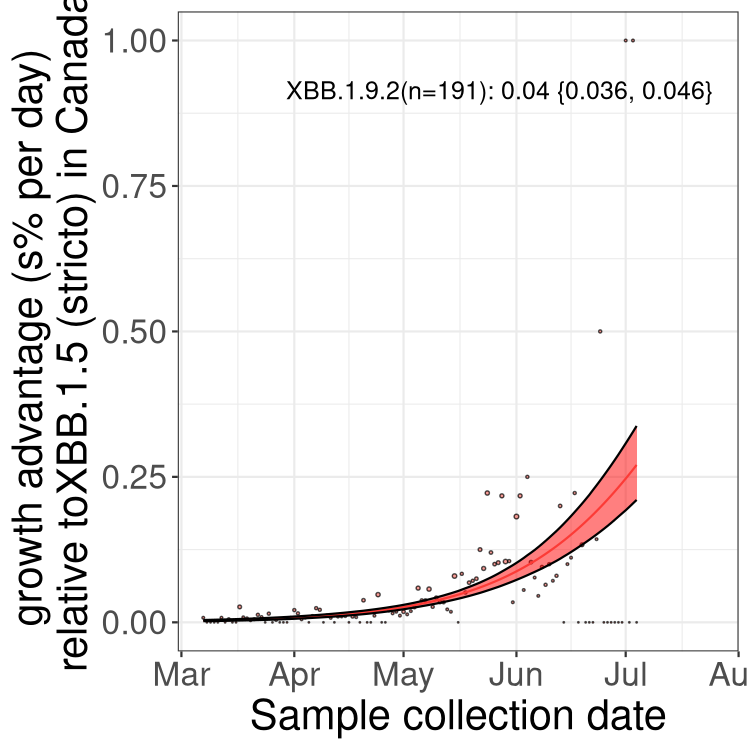 growth advantage (s% per day)
relative toXBB.1.5 (stricto) in Canada
1.00
0.75
0.50
0.25
0.00
XBB.1.9.2(n=191): 0.04 {0.036, 0.046}
Mar Apr May Jun Jul Au
Sample collection date